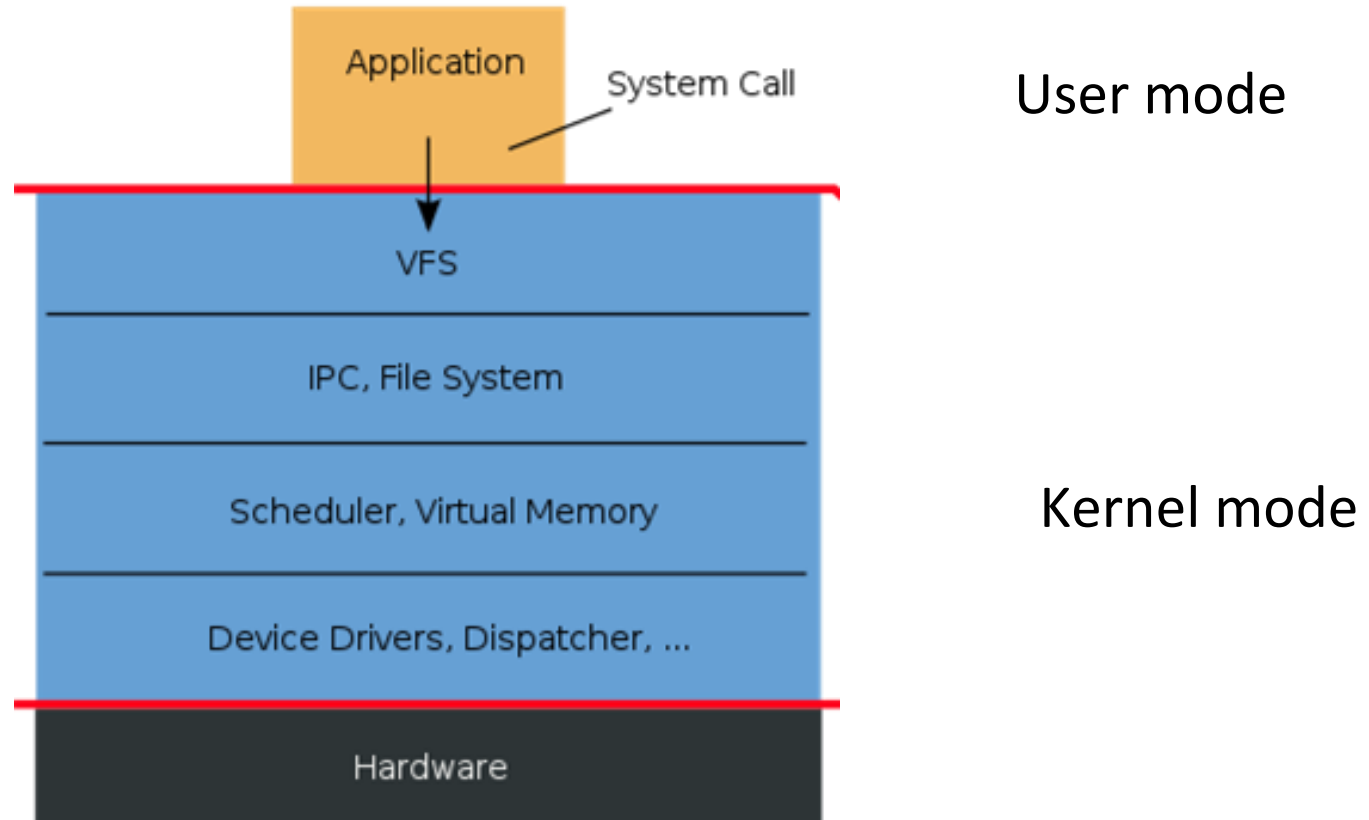 Application
System Call
User mode
VFS
IPC, File System
Scheduler, Virtual Memory
Kernel mode
Device Drivers, Dispatcher, ...
Hardware